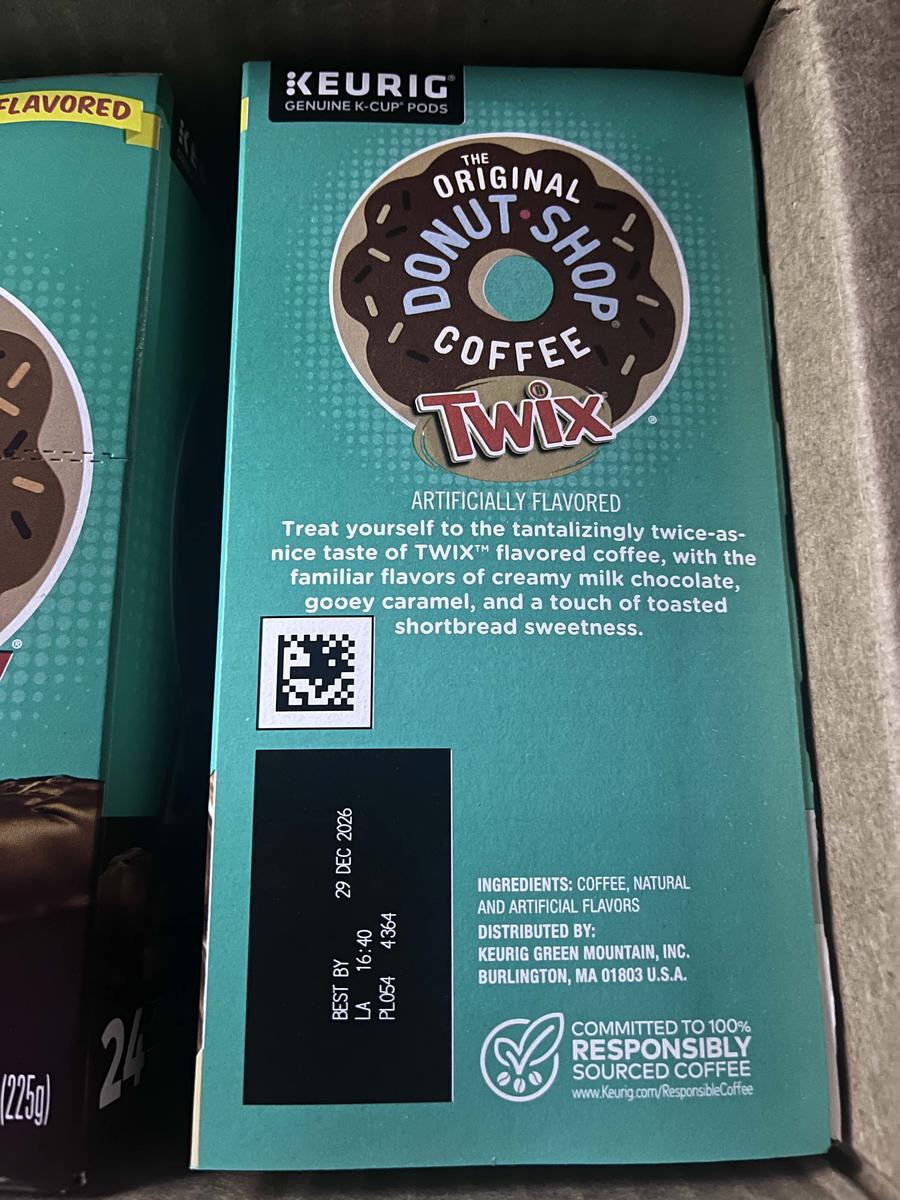 FLAVORED
(225g)
24
KEURIG®
GENUINE K-CUP® PODS
THE
ORIGINAL
DONUT • SHOP®
COFFEE
TWIX™
®
ARTIFICIALLY FLAVORED
Treat yourself to the tantalizingly twice-as-
nice taste of TWIX™ flavored coffee, with the
familiar flavors of creamy milk chocolate,
gooey caramel, and a touch of toasted
shortbread sweetness.
BEST BY 29 DEC 2026
LA 16:40
PL054 4364
INGREDIENTS: COFFEE, NATURAL
AND ARTIFICIAL FLAVORS
DISTRIBUTED BY:
KEURIG GREEN MOUNTAIN, INC.
BURLINGTON, MA 01803 U.S.A.
COMMITTED TO 100%
RESPONSIBLY
SOURCED COFFEE
www.Keurig.com/ResponsibleCoffee